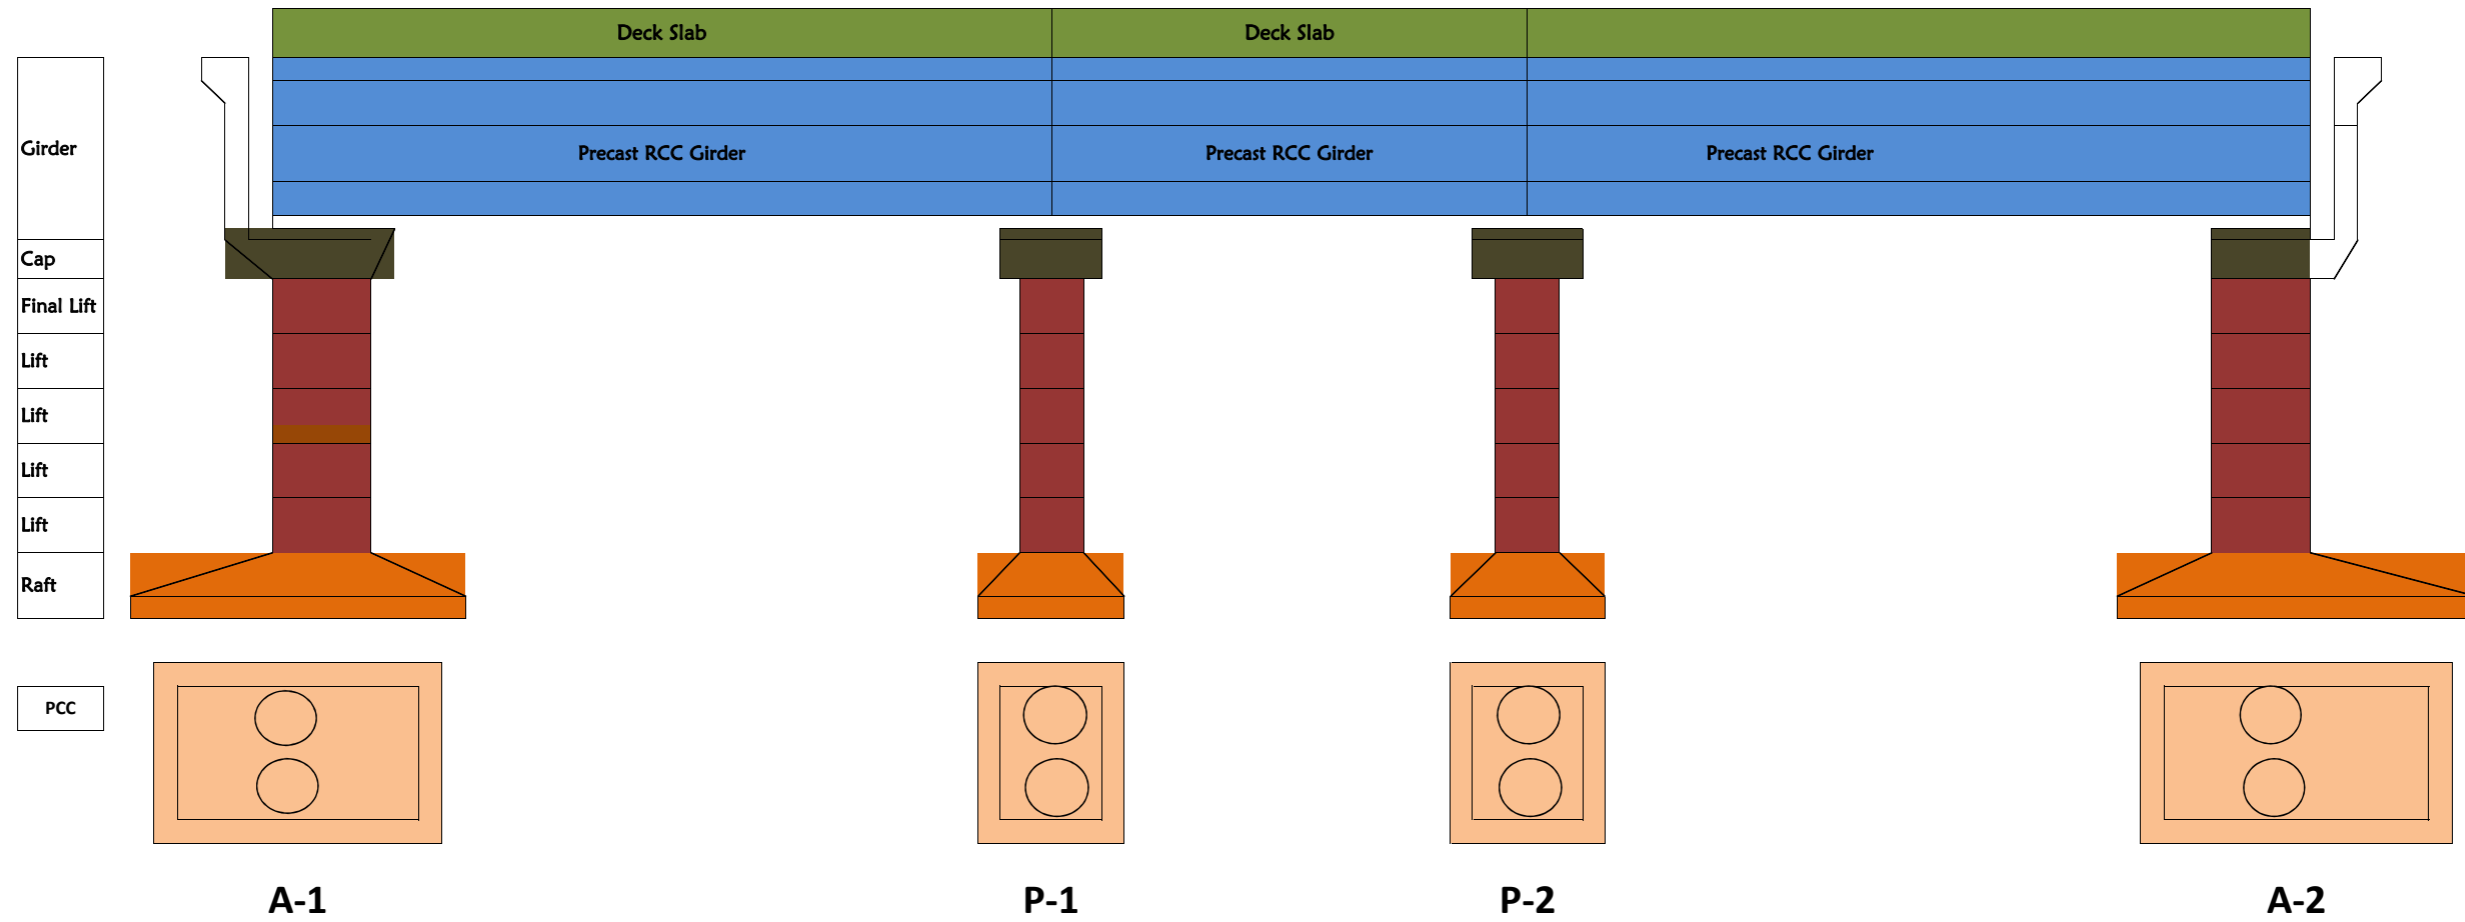 Deck Slab
Deck Slab
Girder
Precast RCC Girder
Precast RCC Girder
Precast RCC Girder
Cap
Final Lift
Lift
Lift
Lift
Lift
Raft
PCC
A-1
P-1
P-2
A-2